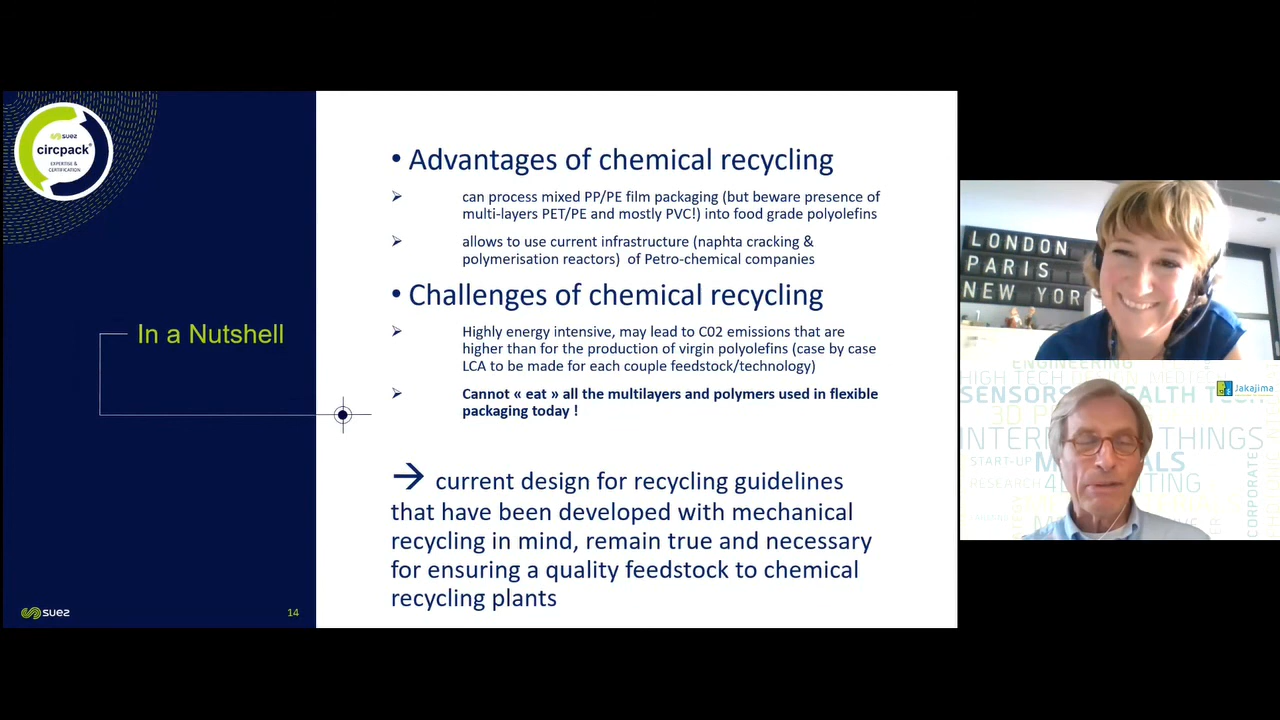 suez
circpack®
EXPERTISE &
CERTIFICATION
In a Nutshell
suez
14
• Advantages of chemical recycling
can process mixed PP/PE film packaging (but beware presence of
multi-layers PET/PE and mostly PVC!) into food grade polyolefins
allows to use current infrastructure (naphta cracking &
polymerisation reactors) of Petro-chemical companies
• Challenges of chemical recycling
Highly energy intensive, may lead to C02 emissions that are
higher than for the production of virgin polyolefins (case by case
LCA to be made for each couple feedstock/technology)
Cannot « eat » all the multilayers and polymers used in flexible
packaging today !
→ current design for recycling guidelines
that have been developed with mechanical
recycling in mind, remain true and necessary
for ensuring a quality feedstock to chemical
recycling plants
LONDON
PARIS
NEW YOR
ENGINEERING
HIGH TECH
Jakajima
SENSORS
THINGS
START-UP
RESEARCH
CORPORATE